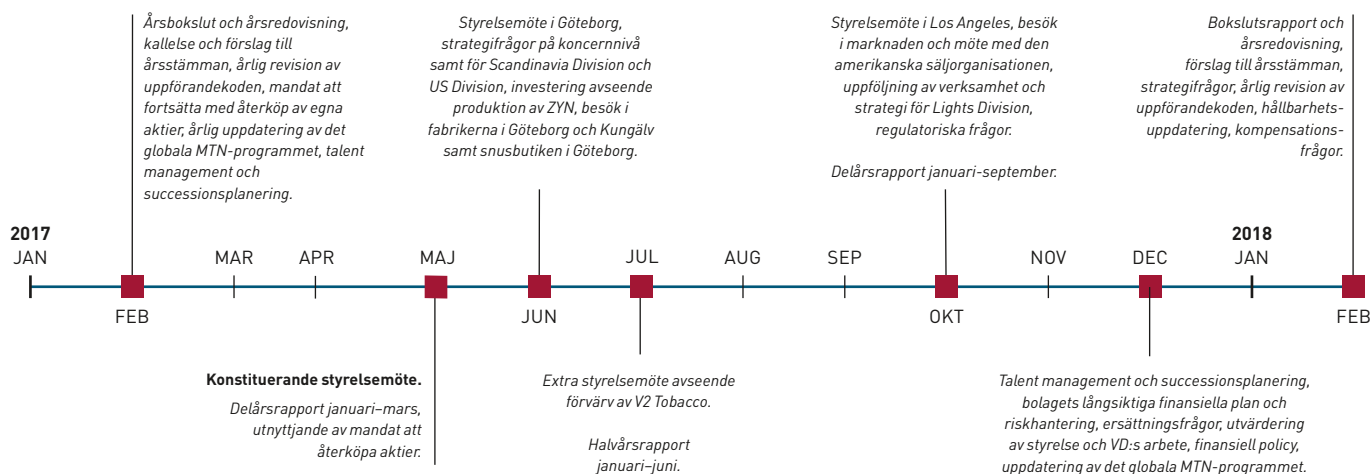 Årsbokslut och årsredovisning,
kallelse och förslag till
årsstämman, årlig revision av
uppförandekoden, mandat att
fortsätta med återköp av egna
aktier, årlig uppdatering av det
globala MTN-programmet, talent
management och
successionsplanering.
Styrelsemöte i Göteborg,
strategifrågor på koncernnivå
samt för Scandinavia Division och
US Division, investering avseende
produktion av ZYN, besök i
fabrikerna i Göteborg och Kungälv
samt snusbutiken i Göteborg.
Styrelsemöte i Los Angeles, besök
i marknaden och möte med den
amerikanska säljorganisationen,
uppföljning av verksamhet och
strategi för Lights Division,
regulatoriska frågor.
Delårsrapport januari-september.
Bokslutsrapport och
årsredovisning,
förslag till årsstämman,
strategifrågor, årlig revision av
uppförandekoden, hållbarhets-
uppdatering, kompensations-
frågor.
2017
JAN
FEB
MAR
APR
MAJ
JUN
JUL
AUG
SEP
OKT
NOV
DEC
2018
JAN
FEB
Konstituerande styrelsemöte.
Delårsrapport januari–mars,
utnyttjande av mandat att
återköpa aktier.
Extra styrelsemöte avseende
förvärv av V2 Tobacco.
Halvårsrapport
januari–juni.
Talent management och successionsplanering,
bolagets långsiktiga finansiella plan och
riskhantering, ersättningsfrågor, utvärdering
av styrelse och VD:s arbete, finansiell policy,
uppdatering av det globala MTN-programmet.